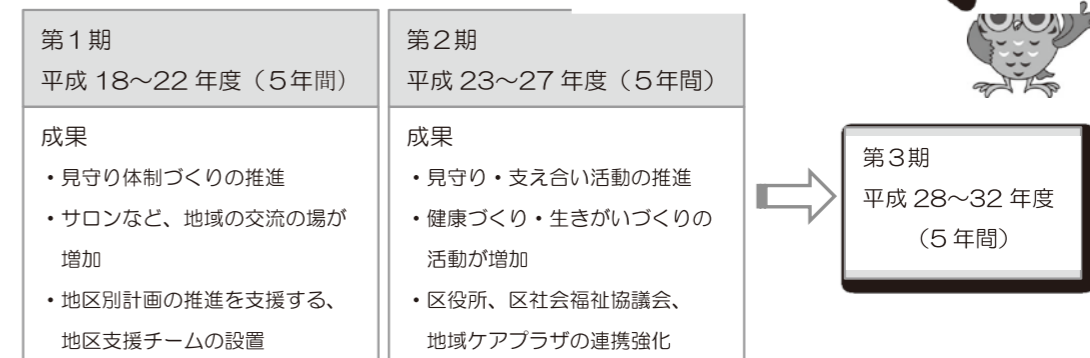 第1期
平成 18~22 年度（5年間）
成果
・見守り体制づくりの推進
・サロンなど、地域の交流の場が
増加
・地区別計画の推進を支援する、
地区支援チームの設置
第2期
平成 23~27 年度（5年間）
成果
・見守り・支え合い活動の推進
・健康づくり・生きがいづくりの
活動が増加
・区役所、区社会福祉協議会、
地域ケアプラザの連携強化
第3期
平成 28~32 年度
（5 年間）